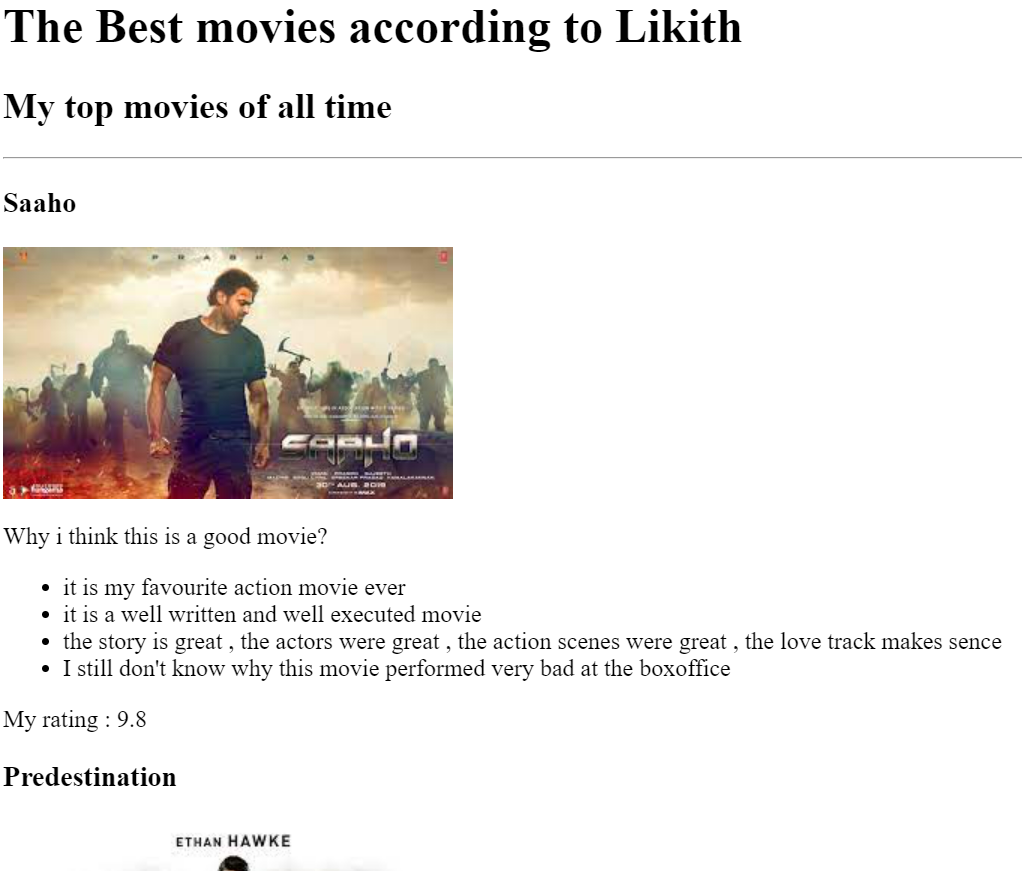 The Best movies according to Likith
My top movies of all time
Saaho
PRABHAS
SAAHO
30TH AUG, 2019
Why i think this is a good movie?
it is my favourite action movie ever
it is a well written and well executed movie
the story is great , the actors were great , the action scenes were great , the love track makes sence
I still don't know why this movie performed very bad at the boxoffice
My rating : 9.8
Predestination
ETHAN HAWKE